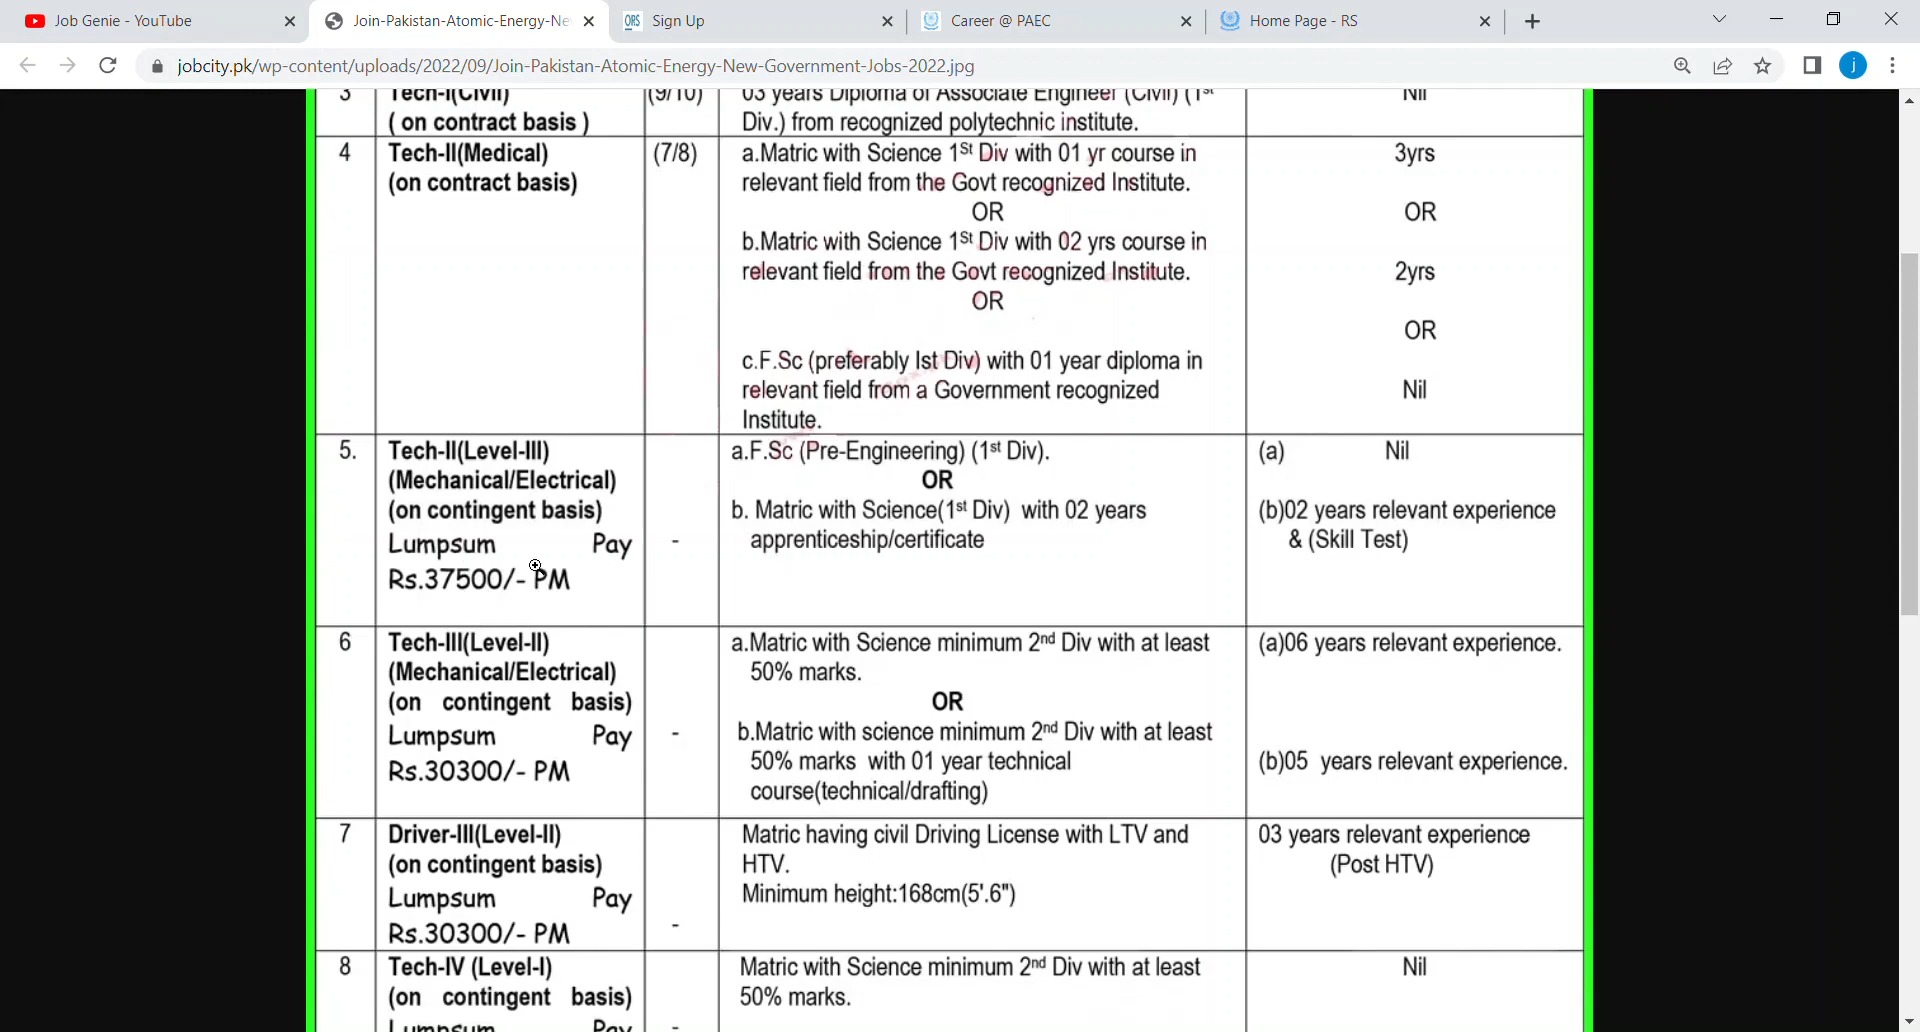 Job Genie - YouTube
Join-Pakistan-Atomic-Energy-Ne
Sign Up
Career @ PAEC
Home Page - RS
jobcity.pk/wp-content/uploads/2022/09/Join-Pakistan-Atomic-Energy-New-Government-Jobs-2022.jpg
j
3 Tech-I(Civil) (9/10) 03 years Diploma of Associate Engineer (Civil) (1st Nil
( on contract basis ) Div.) from recognized polytechnic institute.
4 Tech-II(Medical) (7/8) a.Matric with Science 1St Div with 01 yr course in 3yrs
(on contract basis) relevant field from the Govt recognized Institute.
OR OR
b.Matric with Science 1St Div with 02 yrs course in
relevant field from the Govt recognized Institute. 2yrs
OR
OR
c.F.Sc (preferably Ist Div) with 01 year diploma in
relevant field from a Government recognized Nil
Institute.
5. Tech-II(Level-III) a.F.Sc (Pre-Engineering) (1st Div). (a) Nil
(Mechanical/Electrical) OR
(on contingent basis) b. Matric with Science(1st Div) with 02 years (b)02 years relevant experience
Lumpsum Pay - apprenticeship/certificate & (Skill Test)
Rs.37500/- PM
6 Tech-III(Level-II) a.Matric with Science minimum 2nd Div with at least (a)06 years relevant experience.
(Mechanical/Electrical) 50% marks.
(on contingent basis) OR
Lumpsum Pay - b.Matric with science minimum 2nd Div with at least
Rs.30300/- PM 50% marks with 01 year technical (b)05 years relevant experience.
course(technical/drafting)
7 Driver-III(Level-II) Matric having civil Driving License with LTV and 03 years relevant experience
(on contingent basis) HTV. (Post HTV)
Lumpsum Pay Minimum height:168cm(5'.6")
Rs.30300/- PM -
8 Tech-IV (Level-I) Matric with Science minimum 2nd Div with at least Nil
(on contingent basis) 50% marks.
Lumpsum Pay -